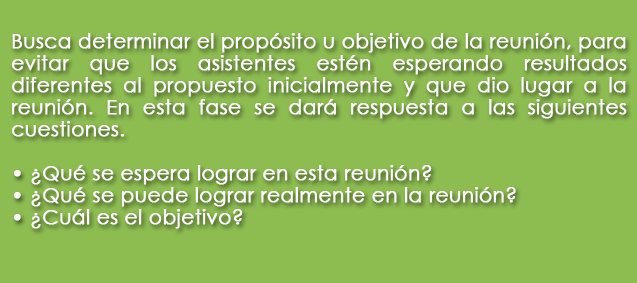 Busca determinar el propósito u objetivo de la reunión, para
evitar que los asistentes estén esperando resultados
diferentes al propuesto inicialmente y que dio lugar a la
reunión. En esta fase se dará respuesta a las siguientes
cuestiones.
• ¿Qué se espera lograr en esta reunión?
• ¿Qué se puede lograr realmente en la reunión?
• ¿Cuál es el objetivo?